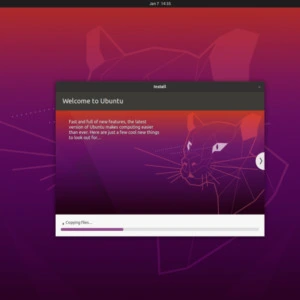 Jan 7 14:35
Install
Welcome to Ubuntu
Fast and full of new features, the latest
version of Ubuntu makes computing easier
than ever. Here are just a few cool new things
to look out for...
Copying files...